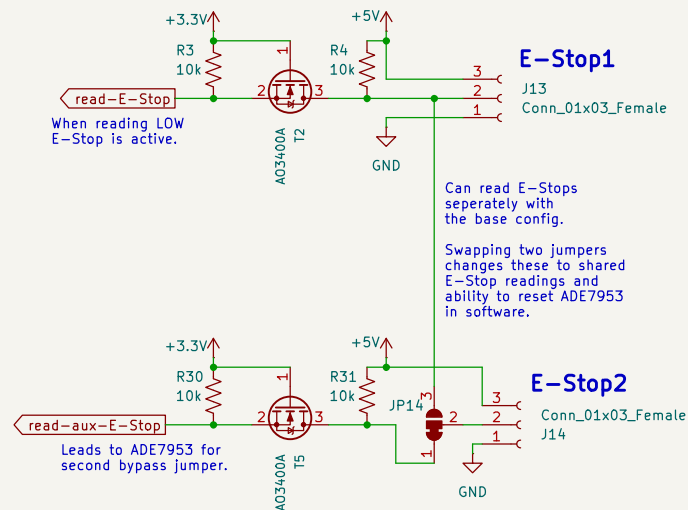 +3.3V
+5V
R3
10k
1
R4
10k
E-Stop1
3
J13
read-E-Stop
2
3
2
Conn_01x03_Female
1
When reading LOW
E-Stop is active.
AO3400A
T2
GND
Can read E-Stops
seperately with
the base config.
Swapping two jumpers
changes these to shared
E-Stop readings and
ability to reset ADE7953
in software.
+3.3V
+5V
R30
10k
1
R31
10k
E-Stop2
JP14
3
3
Conn_01x03_Female
read-aux-E-Stop
2
3
2
2
J14
1
1
Leads to ADE7953 for
second bypass jumper.
AO3400A
T5
GND